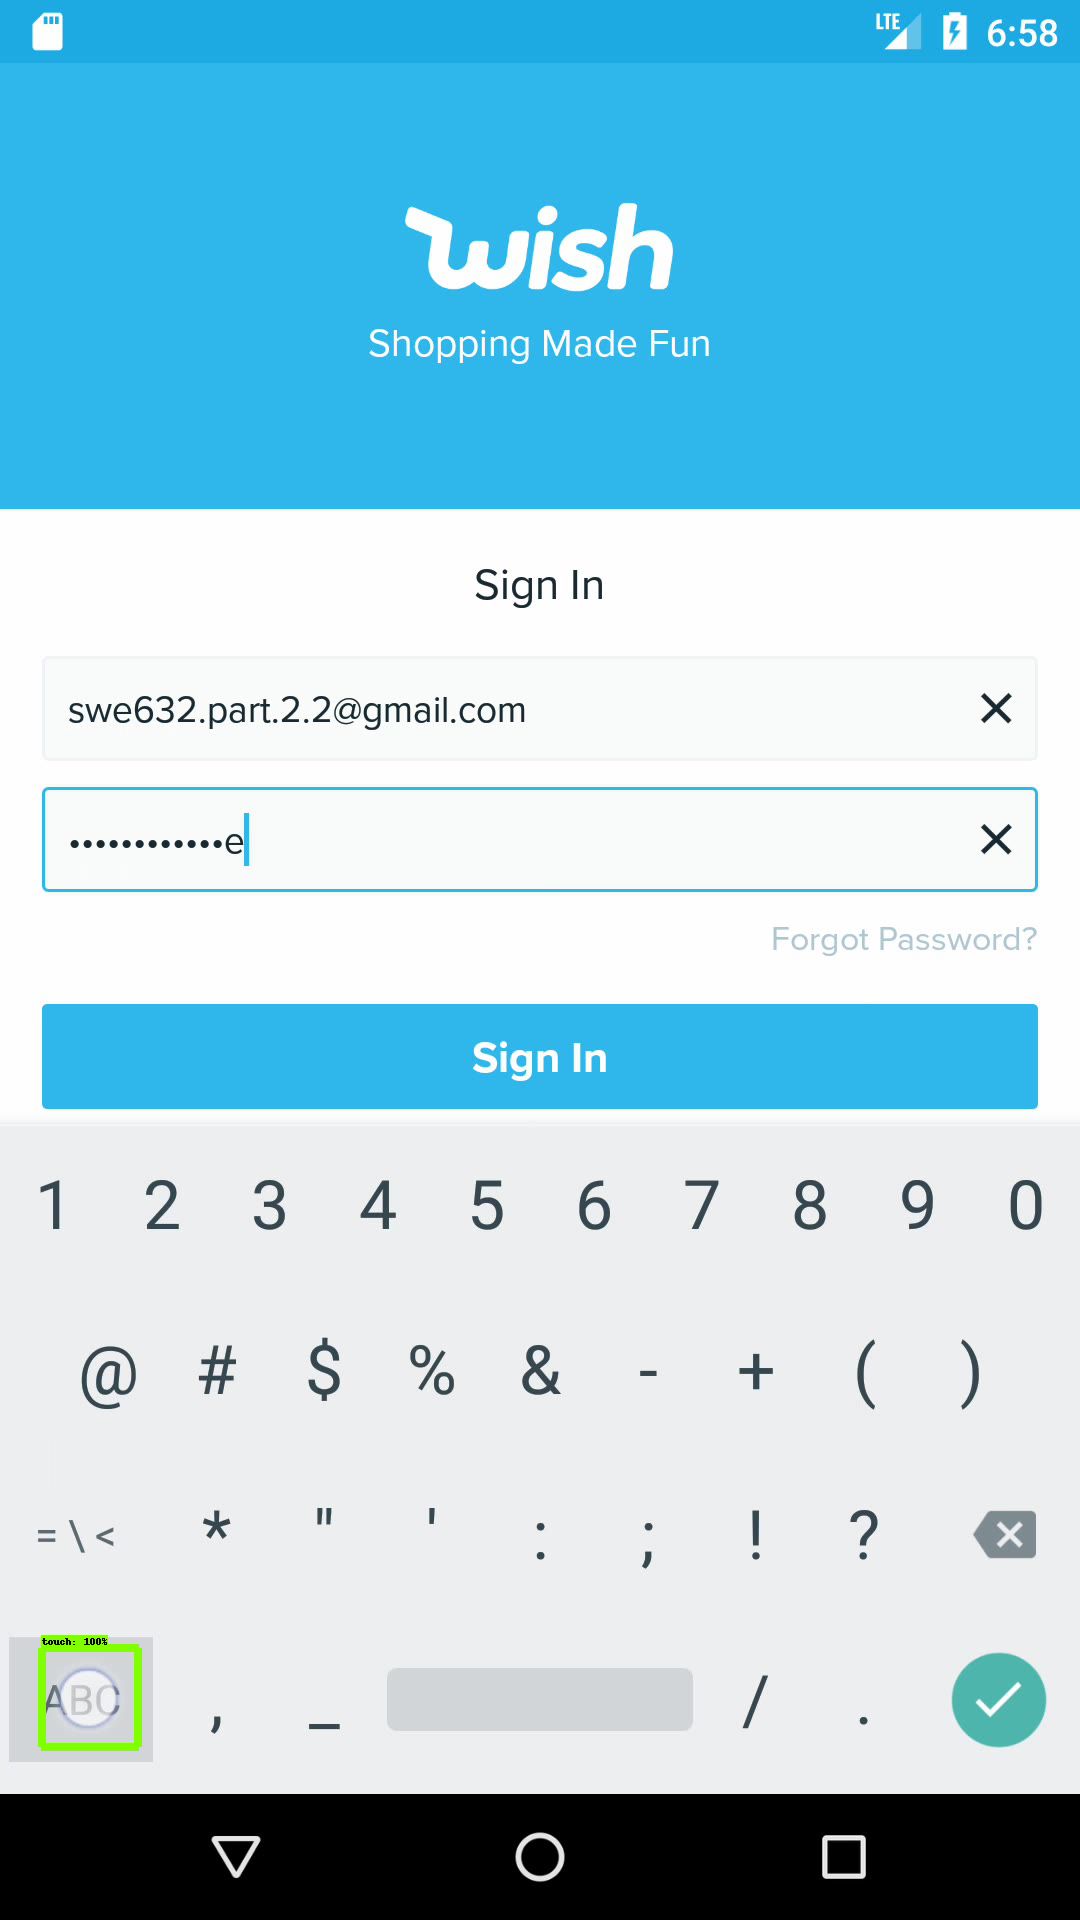 LTE 6:58
wish
Shopping Made Fun
Sign In
swe632.part.2.2@gmail.com
••••••••••••e
Forgot Password?
Sign In
1 2 3 4 5 6 7 8 9 0
@ # $ % & - + ( )
= \ < * " ' : ; ! ?
touch: 100%
ABC , _ / .